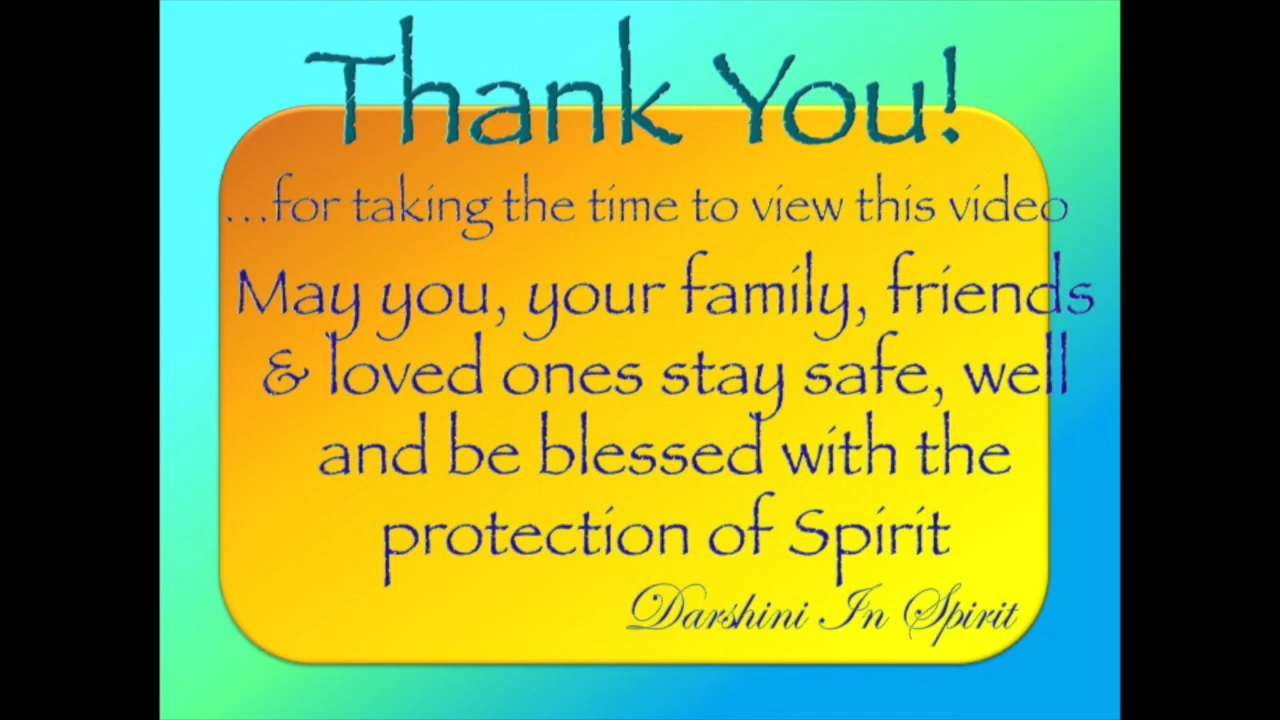 Thank You!
...for taking the time to view this video
May you, your family, friends
& loved ones stay safe, well
and be blessed with the
protection of Spirit
Darshini In Spirit